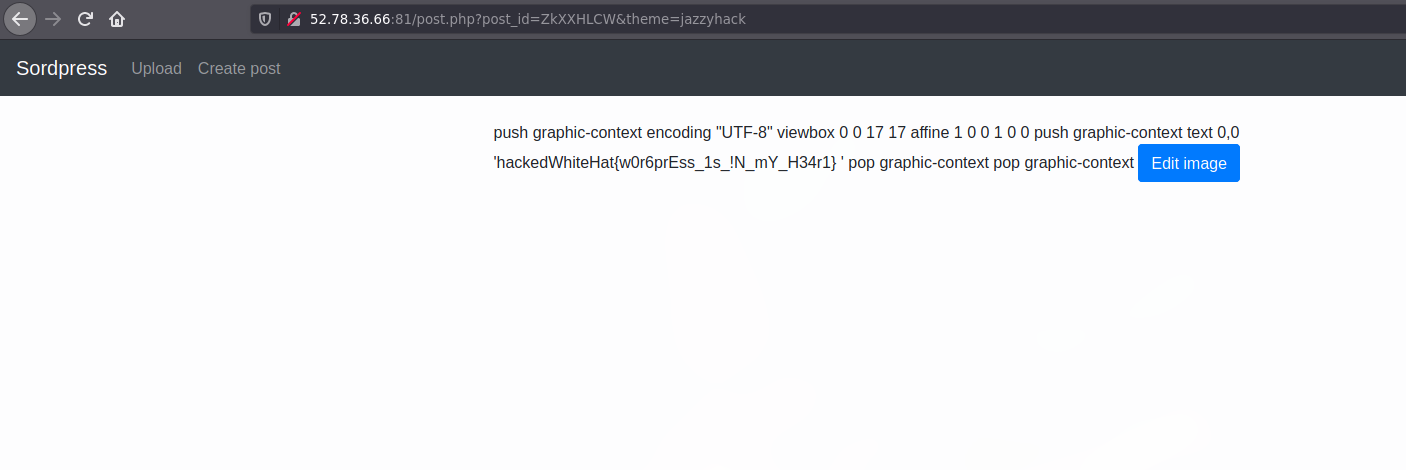 52.78.36.66:81/post.php?post_id=ZkXXHLCW&theme=jazzyhack
Sordpress Upload Create post
push graphic-context encoding "UTF-8" viewbox 0 0 17 17 affine 1 0 0 1 0 0 push graphic-context text 0,0
'hackedWhiteHat{w0r6prEss_1s_!N_mY_H34r1} ' pop graphic-context pop graphic-context Edit image